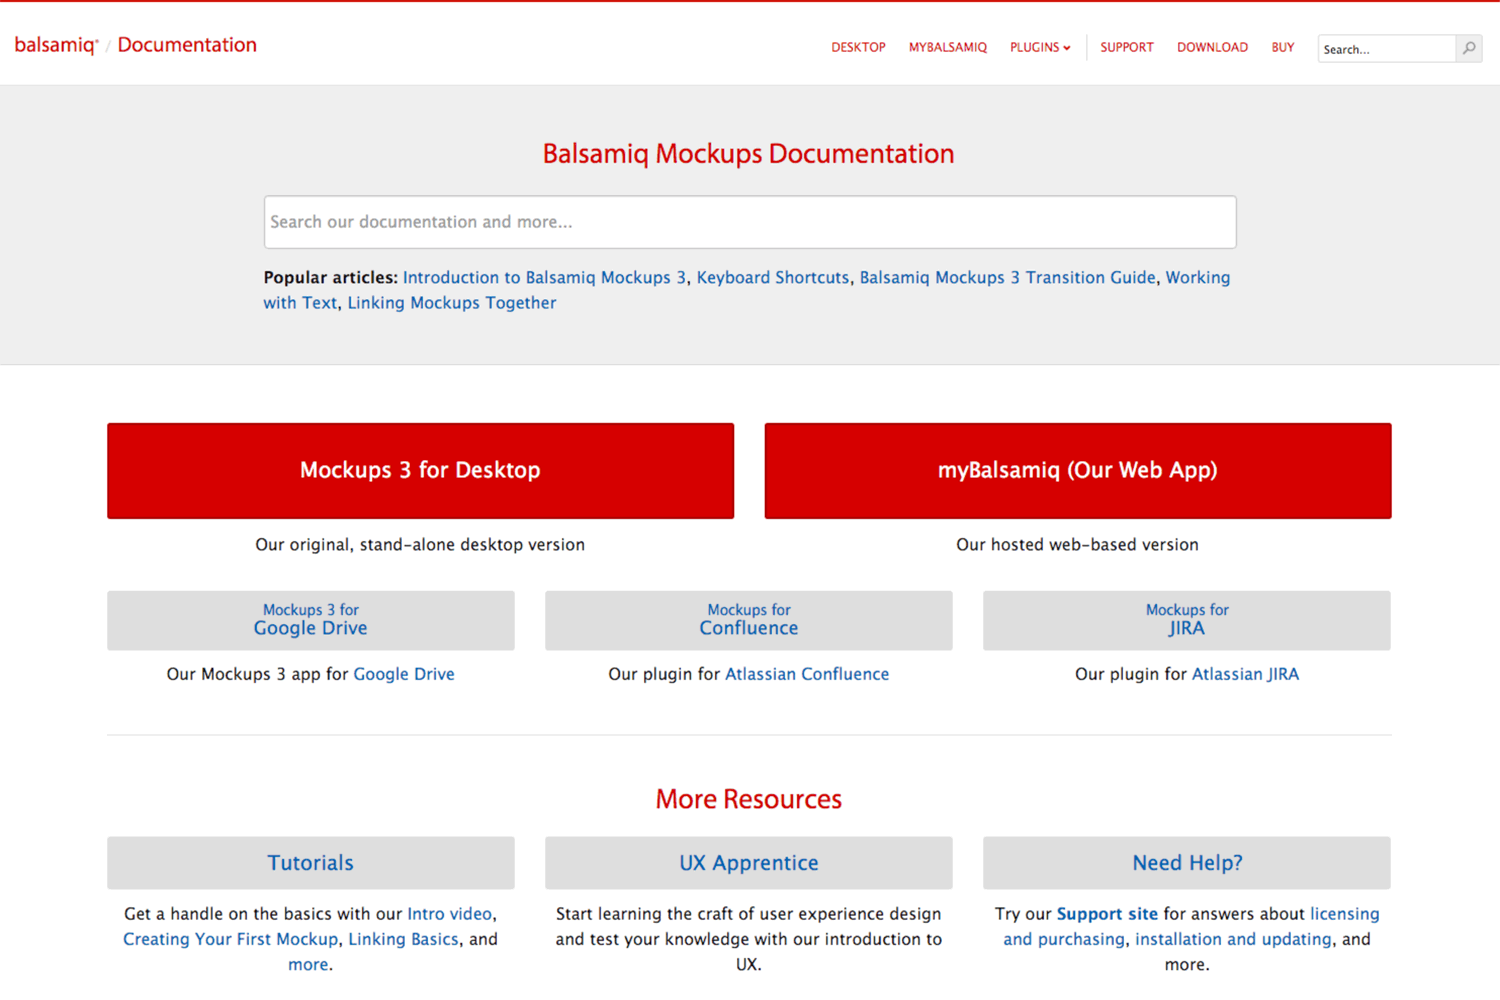 balsamiq® / Documentation
DESKTOP MYBALSAMIQ PLUGINS SUPPORT DOWNLOAD BUY Search...
Balsamiq Mockups Documentation
Search our documentation and more...
Popular articles: Introduction to Balsamiq Mockups 3, Keyboard Shortcuts, Balsamiq Mockups 3 Transition Guide, Working
with Text, Linking Mockups Together
Mockups 3 for Desktop
myBalsamiq (Our Web App)
Our original, stand-alone desktop version
Our hosted web-based version
Mockups 3 for
Google Drive
Mockups for
Confluence
Mockups for
JIRA
Our Mockups 3 app for Google Drive
Our plugin for Atlassian Confluence
Our plugin for Atlassian JIRA
More Resources
Tutorials
Get a handle on the basics with our Intro video,
Creating Your First Mockup, Linking Basics, and
more.
UX Apprentice
Start learning the craft of user experience design
and test your knowledge with our introduction to
UX.
Need Help?
Try our Support site for answers about licensing
and purchasing, installation and updating, and
more.